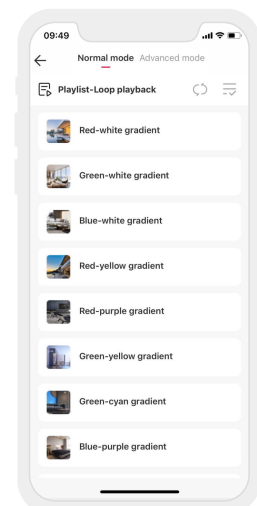 09:49
Normal mode Advanced mode
Playlist-Loop playback
Red-white gradient
Green-white gradient
Blue-white gradient
Red-yellow gradient
Red-purple gradient
Green-yellow gradient
Green-cyan gradient
Blue-purple gradient